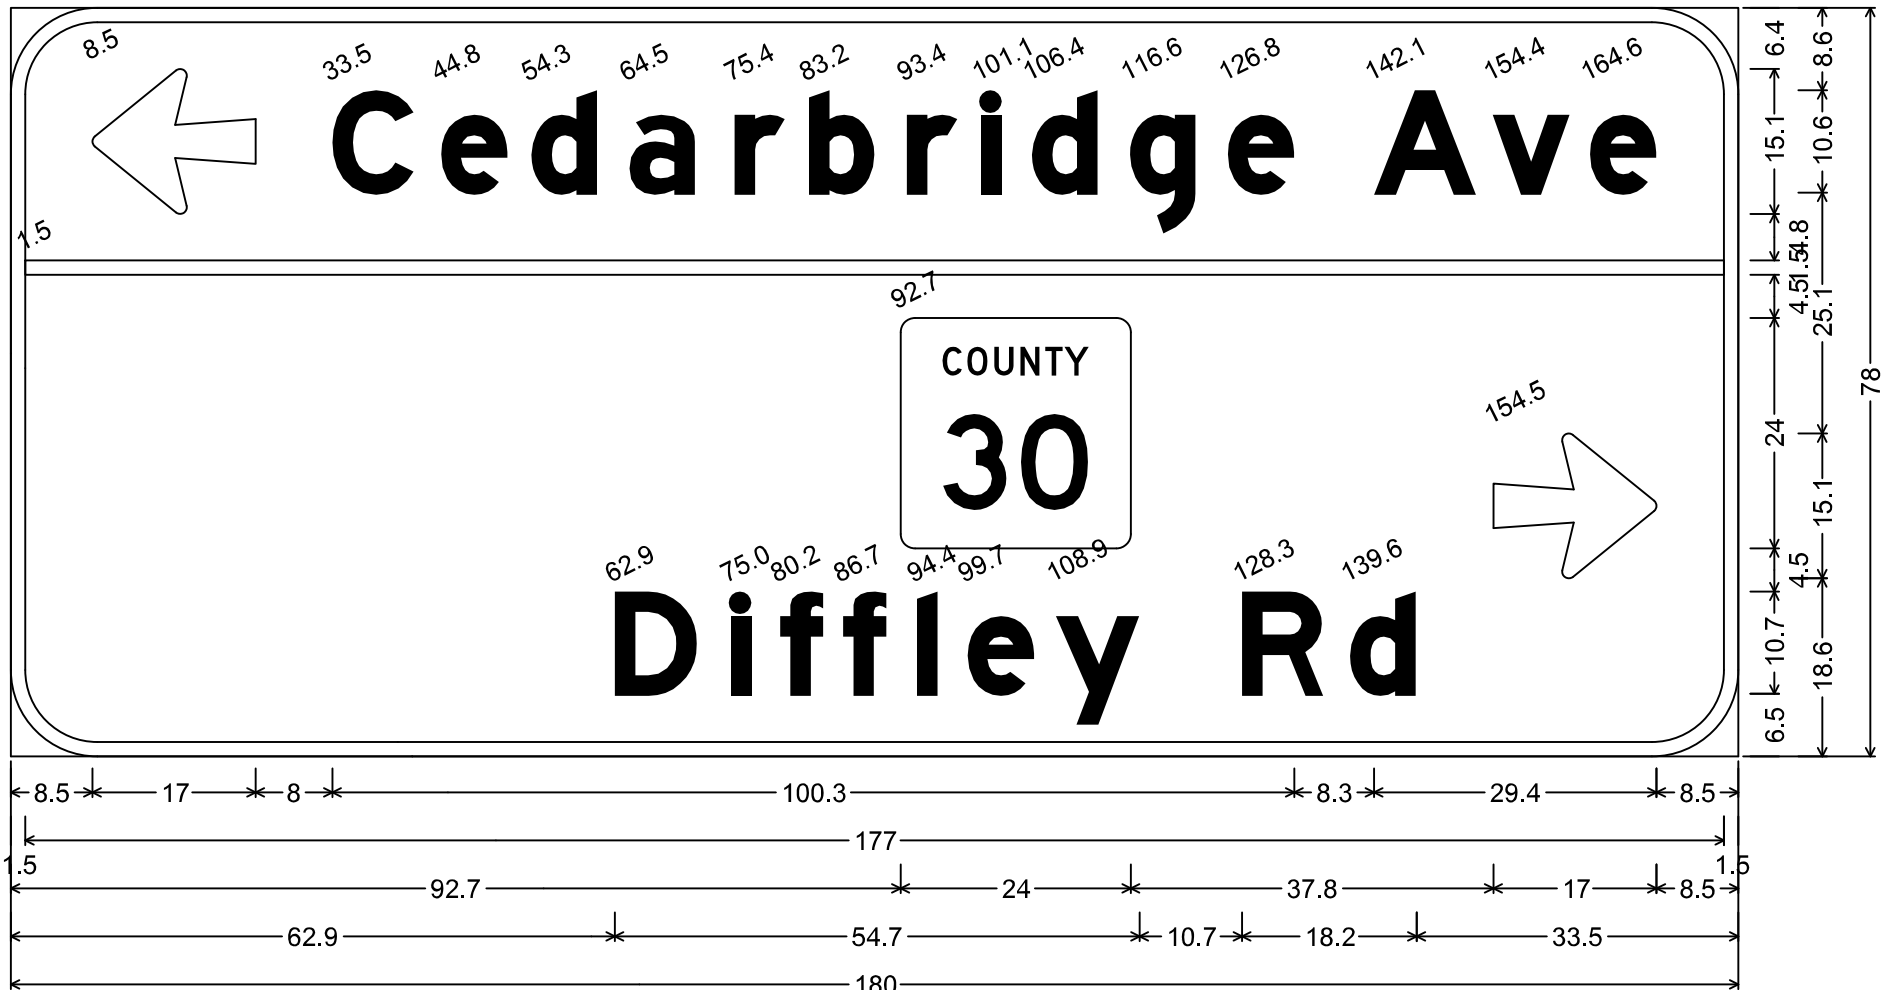 8.5 33.5 44.8 54.3 64.5 75.4 83.2 93.4 101.1 106.4 116.6 126.8 142.1 154.4 164.6
Cedarbridge Ave
1.5
92.7
COUNTY
30
154.5
62.9 75.0 80.2 86.7 94.4 99.7 108.9 128.3 139.6
Diffley Rd
6.4 15.1 4.8 1.5 4.5 24 4.5 10.7 6.5
8.6 10.6 25.1 15.1 18.6
78
8.5 17 8 100.3 8.3 29.4 8.5
1.5 177 1.5
92.7 24 37.8 17 8.5
62.9 54.7 10.7 18.2 33.5
180